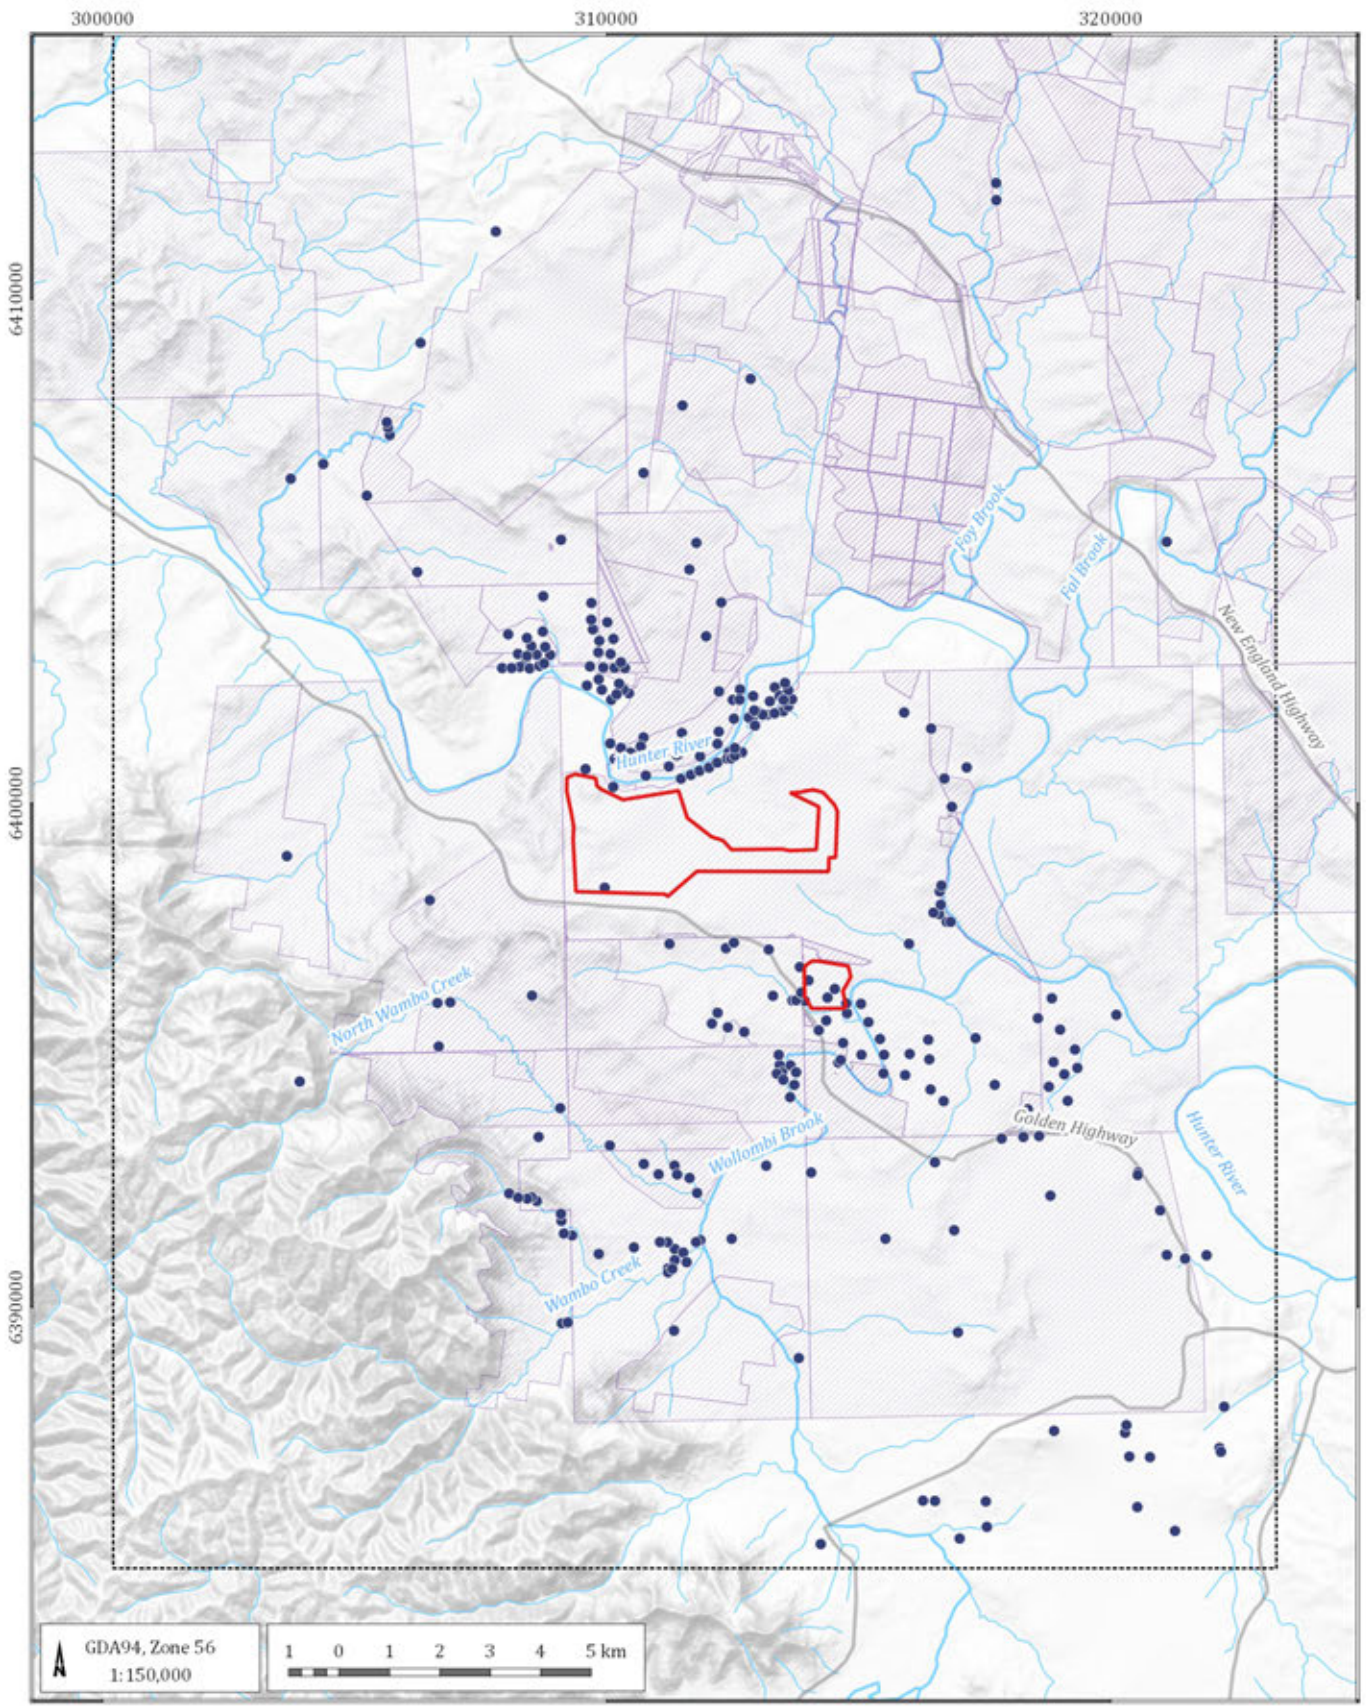 300000
310000
320000
6410000
6400000
6390000
Foy Brook
Fal Brook
New England Highway
Hunter River
North Wambo Creek
Wollombi Brook
Golden Highway
Hunter River
Wambo Creek
GDA94, Zone 56
1:150,000
1 0 1 2 3 4 5 km